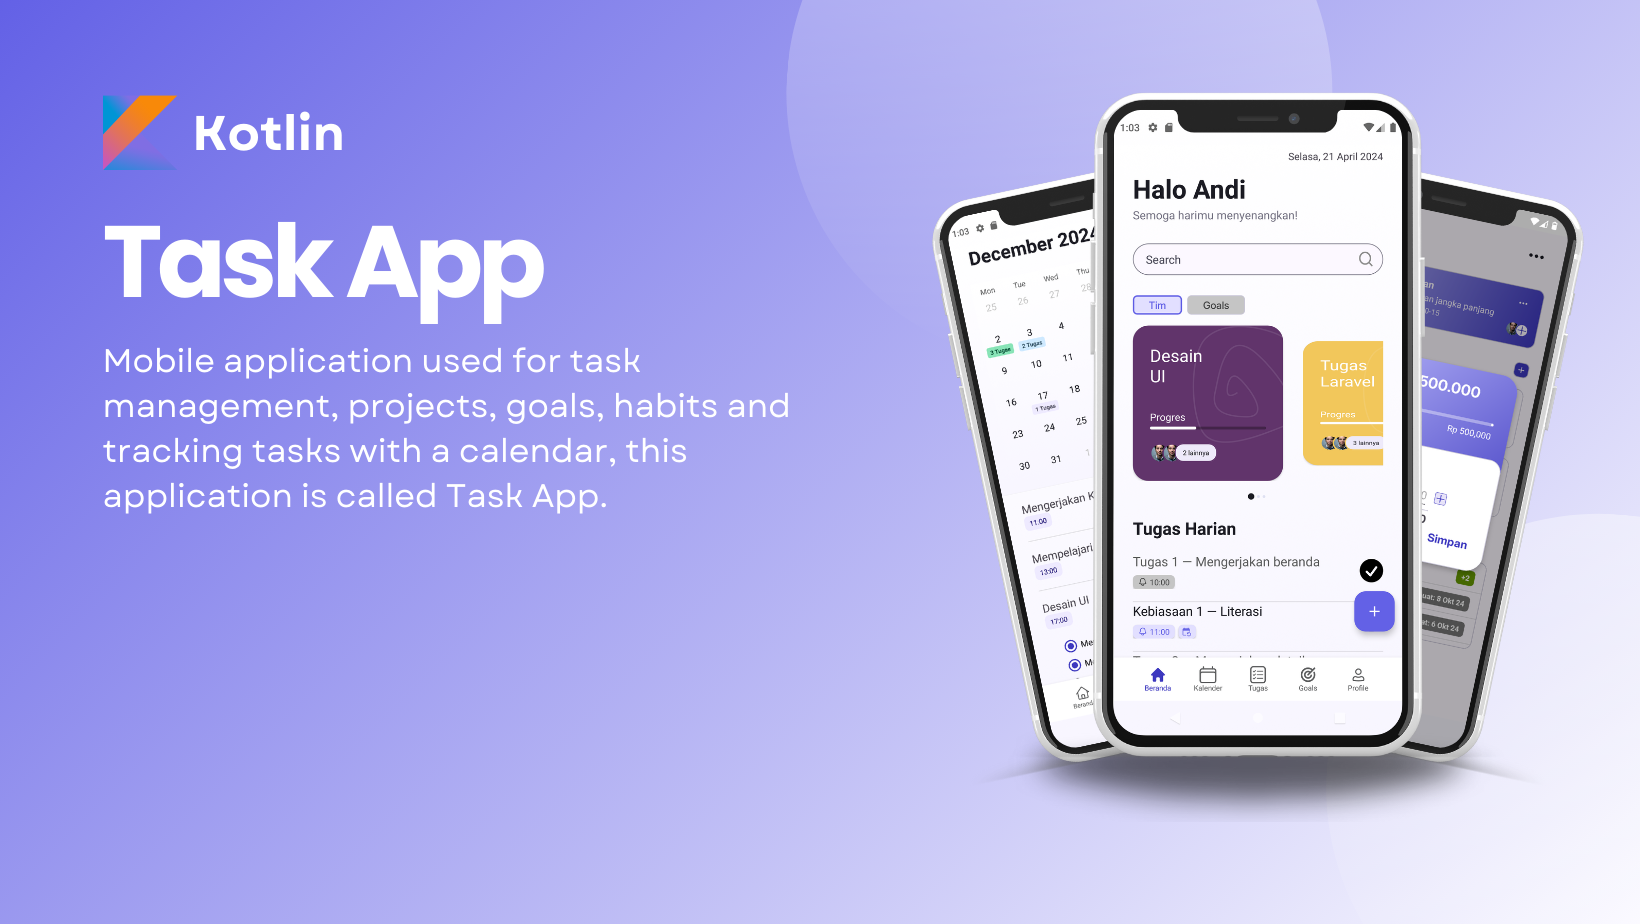 Kotlin
Task App
Mobile application used for task
management, projects, goals, habits and
tracking tasks with a calendar, this
application is called Task App.
1:03
December 2024
Mon Tue Wed Thu
25 26 27 28
2 3 4
3 Tugas 2 Tugas
9 10 11
16 17 18
1 Tugas
23 24 25
30 31 1
Mengerjakan K
11:00
Mempelajari
13:00
Desain UI
17:00
1:03
Selasa, 21 April 2024
Halo Andi
Semoga harimu menyenangkan!
Search
Tim Goals
Desain
UI
Progres
2 lainnya
Tugas
Laravel
Progres
3 lainnya
Tugas Harian
Tugas 1 — Mengerjakan beranda
10:00
Kebiasaan 1 — Literasi
11:00
Beranda Kalender Tugas Goals Profile
an jangka panjang
500.000
Rp 500,000
Simpan
+2
8 Okt 24
6 Okt 24